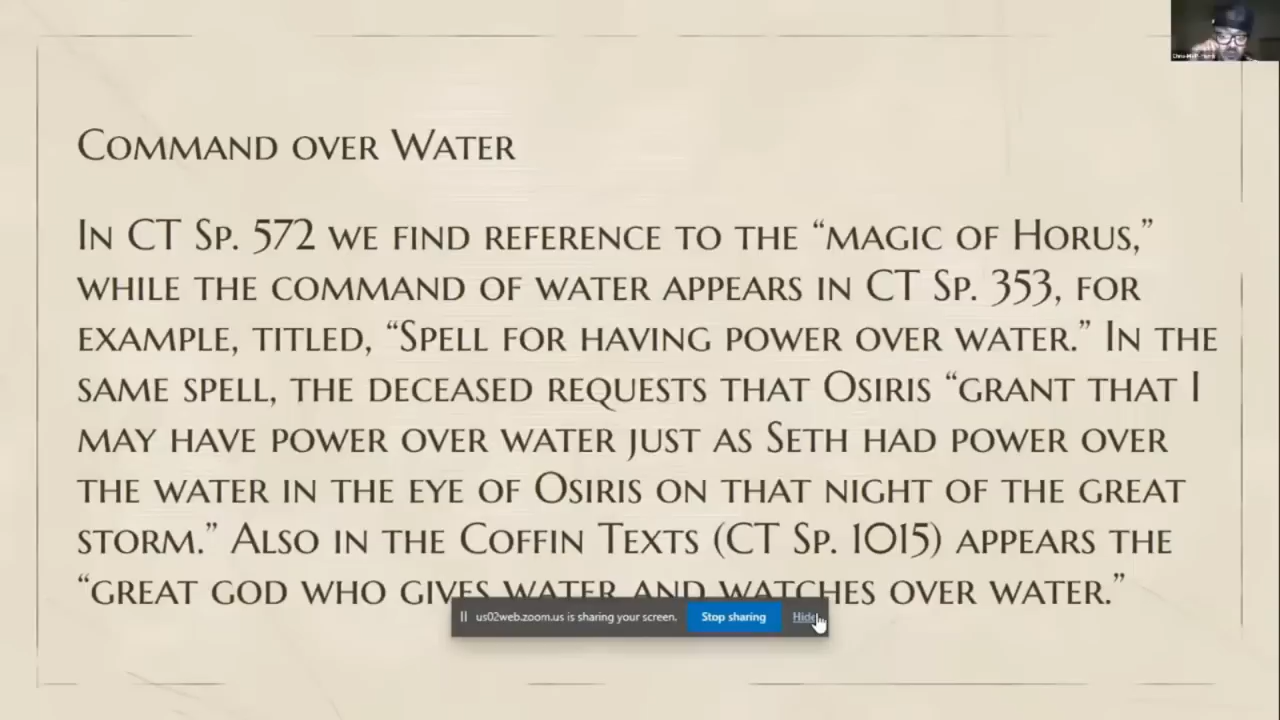 Command over Water
In CT Sp. 572 we find reference to the “magic of Horus,”
while the command of water appears in CT Sp. 353, for
example, titled, “Spell for having power over water.” In the
same spell, the deceased requests that Osiris “grant that I
may have power over water just as Seth had power over
the water in the eye of Osiris on that night of the great
storm.” Also in the Coffin Texts (CT Sp. 1015) appears the
“great god who gives water and watches over water.”
us02web.zoom.us is sharing your screen. Stop sharing Hide